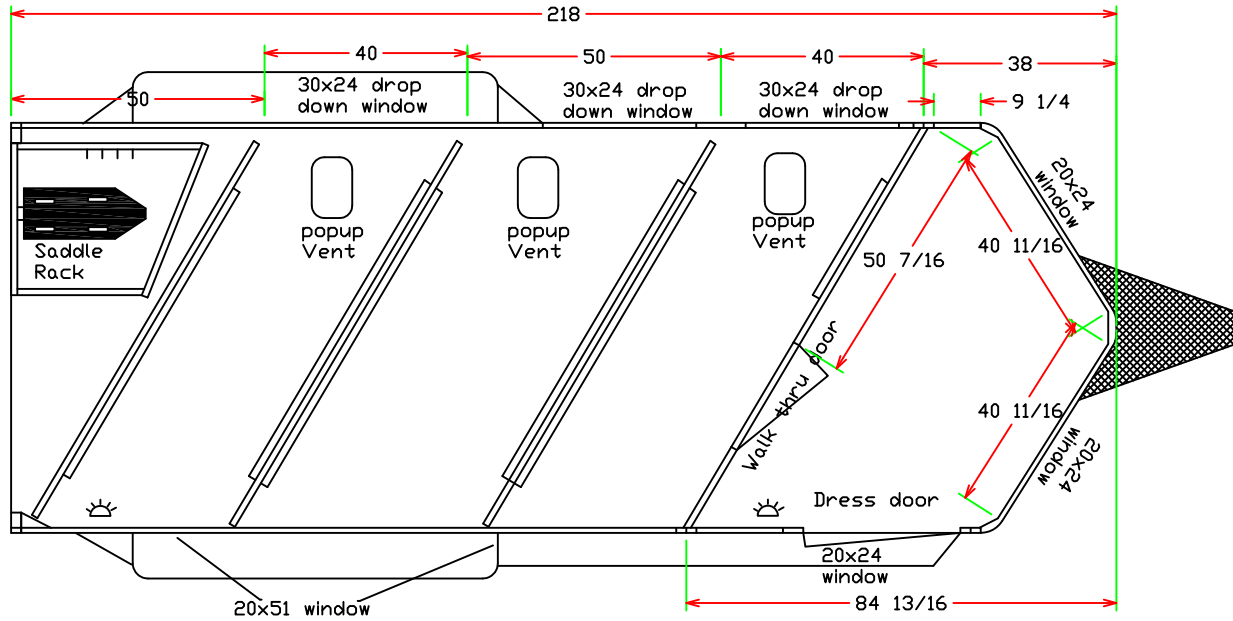 218
40
50
40
38
50
30x24 drop
down window
30x24 drop
down window
30x24 drop
down window
9 1/4
20x24
window
popup
Vent
popup
Vent
popup
Vent
Saddle
Rack
50 7/16
40 11/16
Walk thru door
40 11/16
20x24
window
Dress door
20x24
window
20x51 window
84 13/16